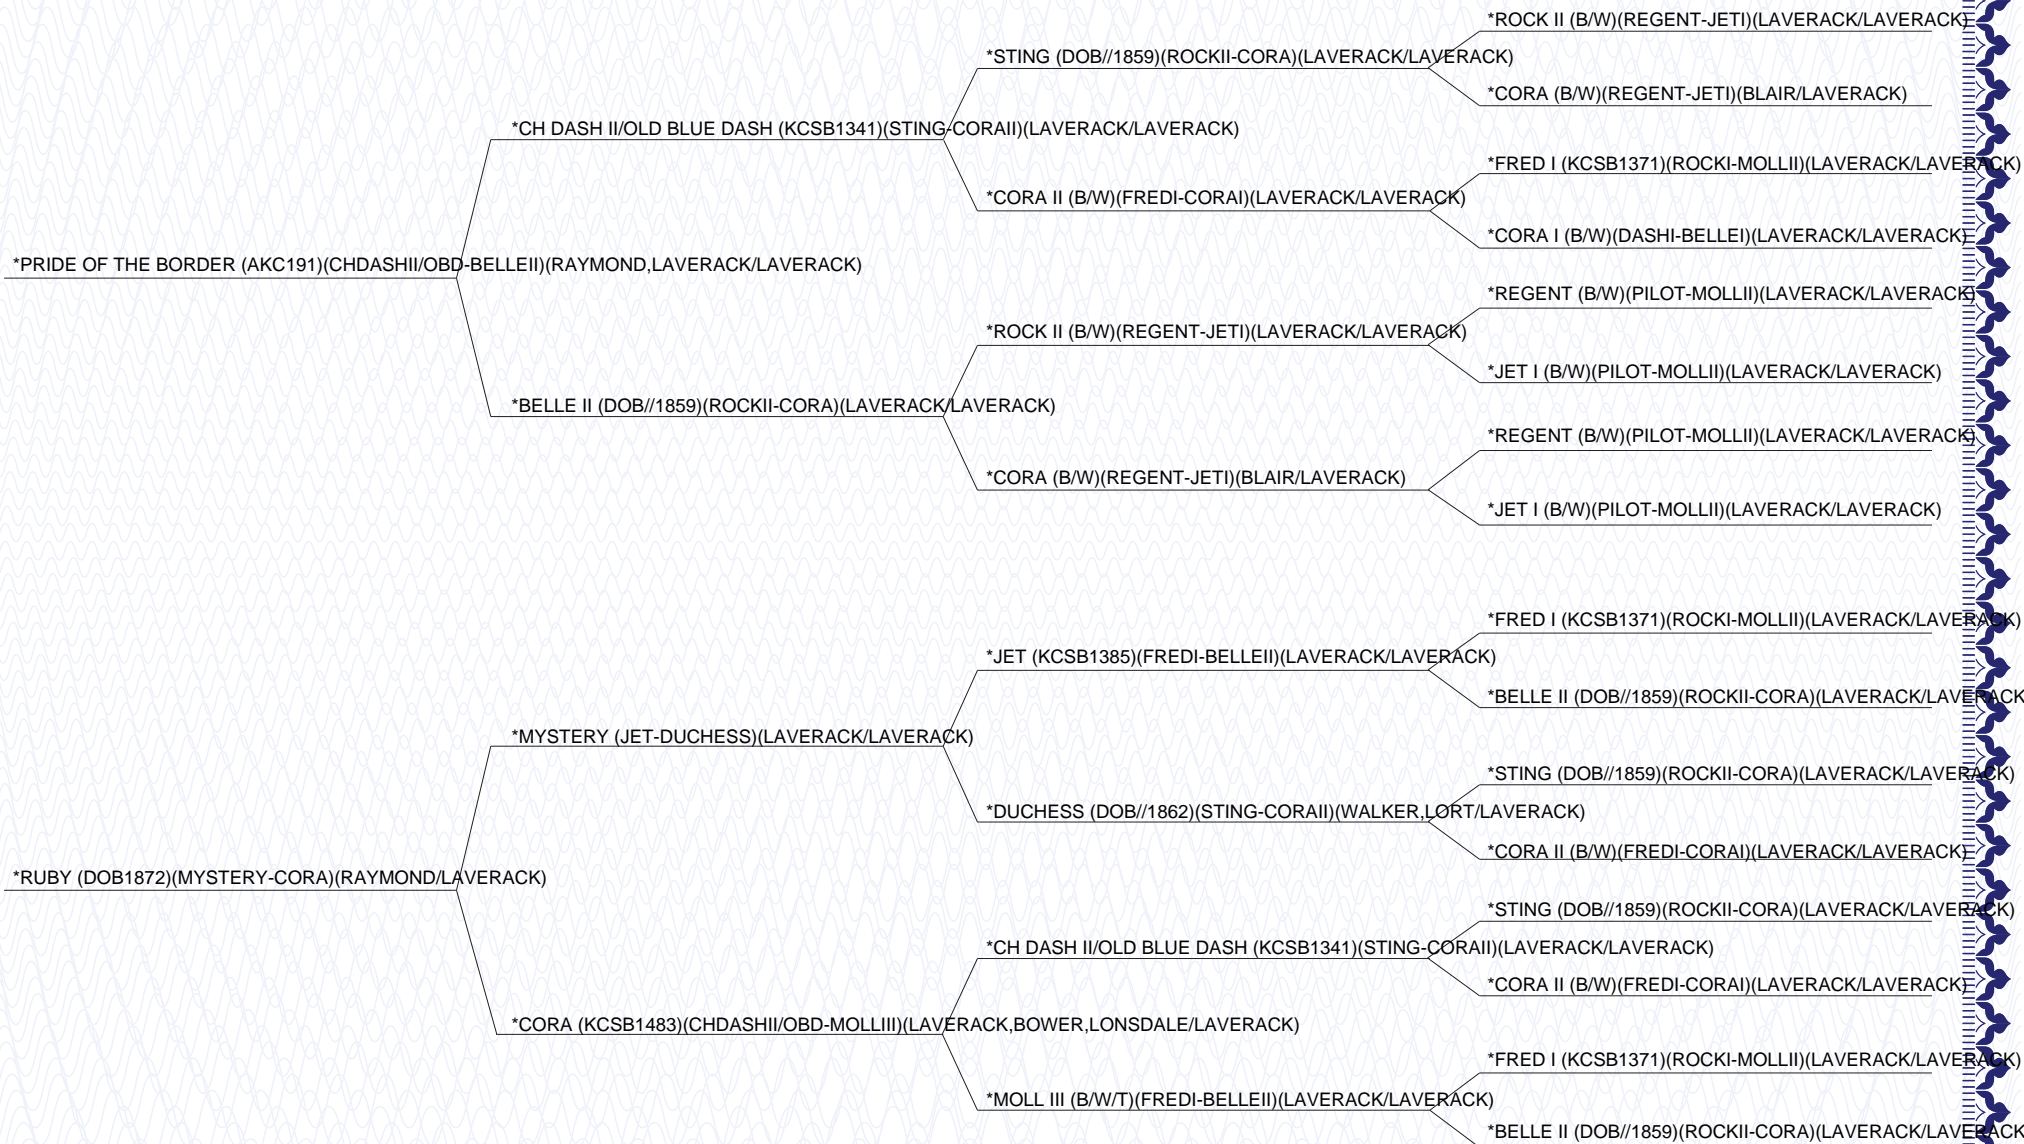 *ROCK II (B/W)(REGENT-JETI)(LAVERACK/LAVERACK)
*STING (DOB//1859)(ROCKII-CORA)(LAVERACK/LAVERACK)
*CORA (B/W)(REGENT-JETI)(BLAIR/LAVERACK)
*CH DASH II/OLD BLUE DASH (KCSB1341)(STING-CORAII)(LAVERACK/LAVERACK)
*FRED I (KCSB1371)(ROCKI-MOLLII)(LAVERACK/LAVERACK)
*CORA II (B/W)(FREDI-CORAI)(LAVERACK/LAVERACK)
*CORA I (B/W)(DASHI-BELLEI)(LAVERACK/LAVERACK)
*PRIDE OF THE BORDER (AKC191)(CHDASHII/OBD-BELLEII)(RAYMOND,LAVERACK/LAVERACK)
*REGENT (B/W)(PILOT-MOLLII)(LAVERACK/LAVERACK)
*ROCK II (B/W)(REGENT-JETI)(LAVERACK/LAVERACK)
*JET I (B/W)(PILOT-MOLLII)(LAVERACK/LAVERACK)
*BELLE II (DOB//1859)(ROCKII-CORA)(LAVERACK/LAVERACK)
*REGENT (B/W)(PILOT-MOLLII)(LAVERACK/LAVERACK)
*CORA (B/W)(REGENT-JETI)(BLAIR/LAVERACK)
*JET I (B/W)(PILOT-MOLLII)(LAVERACK/LAVERACK)
*FRED I (KCSB1371)(ROCKI-MOLLII)(LAVERACK/LAVERACK)
*JET (KCSB1385)(FREDI-BELLEII)(LAVERACK/LAVERACK)
*BELLE II (DOB//1859)(ROCKII-CORA)(LAVERACK/LAVERACK
*MYSTERY (JET-DUCHESS)(LAVERACK/LAVERACK)
*STING (DOB//1859)(ROCKII-CORA)(LAVERACK/LAVERACK)
*DUCHESS (DOB//1862)(STING-CORAII)(WALKER,LORT/LAVERACK)
*CORA II (B/W)(FREDI-CORAI)(LAVERACK/LAVERACK)
*RUBY (DOB1872)(MYSTERY-CORA)(RAYMOND/LAVERACK)
*STING (DOB//1859)(ROCKII-CORA)(LAVERACK/LAVERACK)
*CH DASH II/OLD BLUE DASH (KCSB1341)(STING-CORAII)(LAVERACK/LAVERACK)
*CORA II (B/W)(FREDI-CORAI)(LAVERACK/LAVERACK)
*CORA (KCSB1483)(CHDASHII/OBD-MOLLIII)(LAVERACK,BOWER,LONSDALE/LAVERACK)
*FRED I (KCSB1371)(ROCKI-MOLLII)(LAVERACK/LAVERACK)
*MOLL III (B/W/T)(FREDI-BELLEII)(LAVERACK/LAVERACK)
*BELLE II (DOB//1859)(ROCKII-CORA)(LAVERACK/LAVERACK